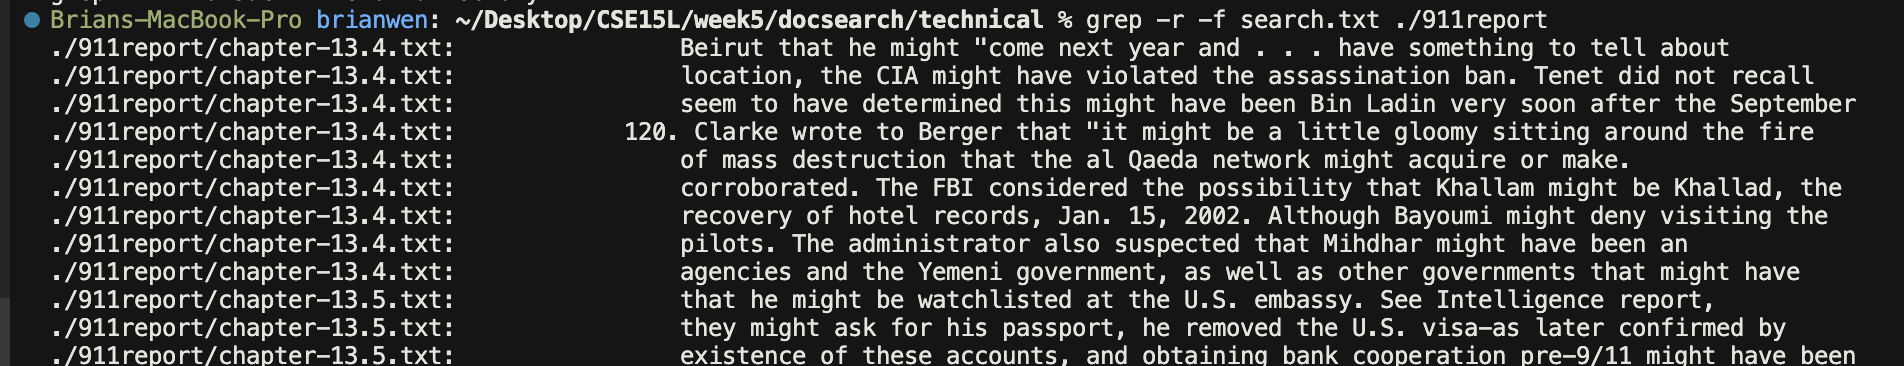 Brians-MacBook-Pro brianwen: ~/Desktop/CSE15L/week5/docsearch/technical % grep -r -f search.txt ./911report
./911report/chapter-13.4.txt: Beirut that he might "come next year and . . . have something to tell about
./911report/chapter-13.4.txt: location, the CIA might have violated the assassination ban. Tenet did not recall
./911report/chapter-13.4.txt: seem to have determined this might have been Bin Ladin very soon after the September
./911report/chapter-13.4.txt: 120. Clarke wrote to Berger that "it might be a little gloomy sitting around the fire
./911report/chapter-13.4.txt: of mass destruction that the al Qaeda network might acquire or make.
./911report/chapter-13.4.txt: corroborated. The FBI considered the possibility that Khallam might be Khallad, the
./911report/chapter-13.4.txt: recovery of hotel records, Jan. 15, 2002. Although Bayoumi might deny visiting the
./911report/chapter-13.4.txt: pilots. The administrator also suspected that Mihdhar might have been an
./911report/chapter-13.4.txt: agencies and the Yemeni government, as well as other governments that might have
./911report/chapter-13.5.txt: that he might be watchlisted at the U.S. embassy. See Intelligence report,
./911report/chapter-13.5.txt: they might ask for his passport, he removed the U.S. visa-as later confirmed by
./911report/chapter-13.5.txt: existence of these accounts, and obtaining bank cooperation pre-9/11 might have been